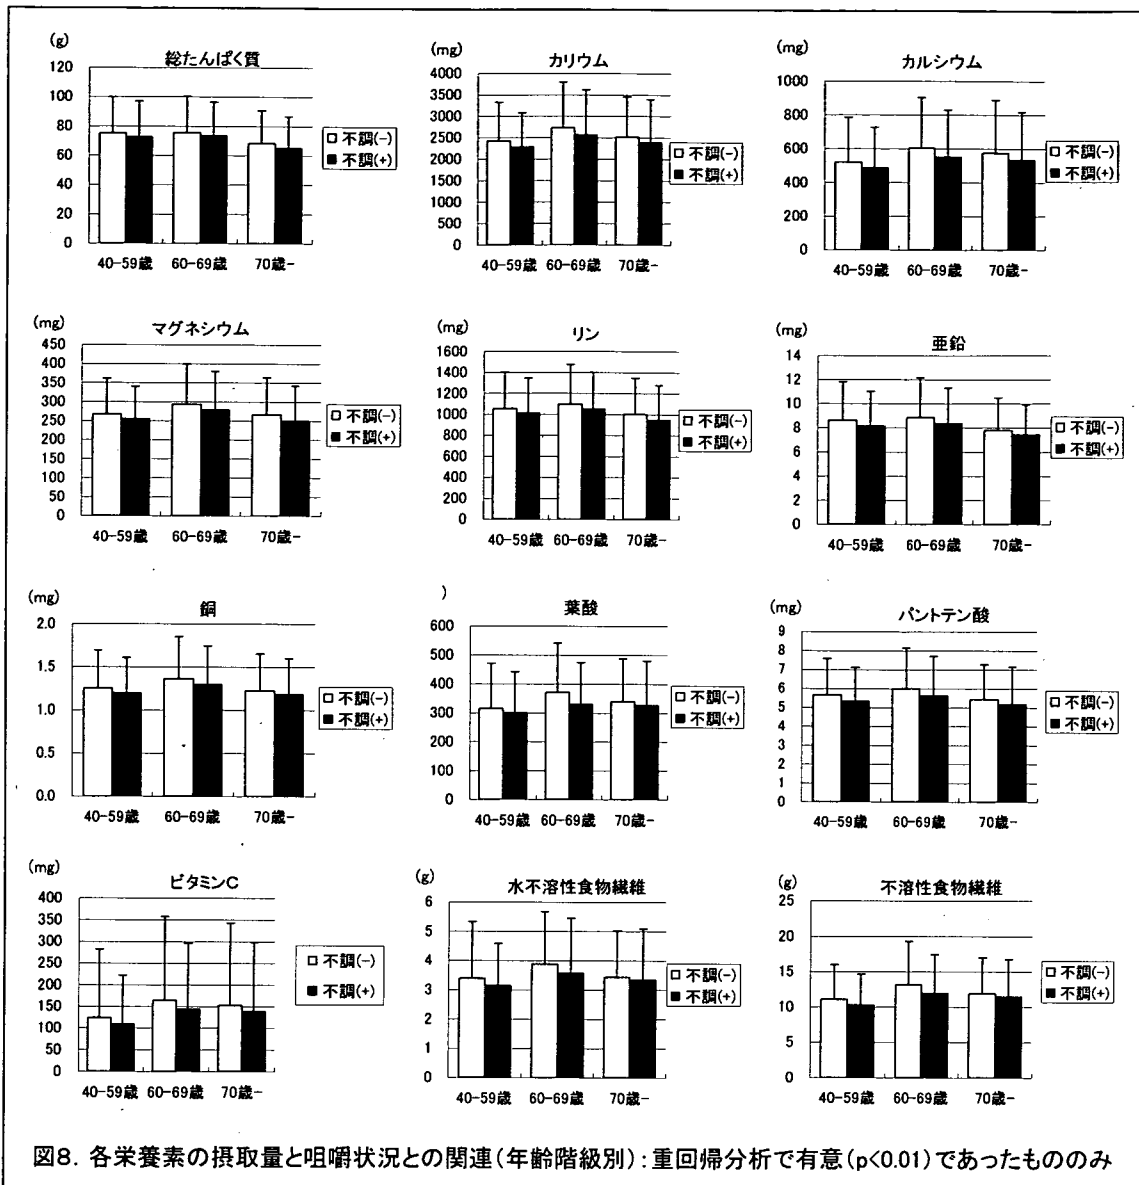 (g)
総たんぱく質
120
100
80
60
40
20
0
40-59歳 60-69歳 70歳-
不調(-)
不調(+)
(mg)
カリウム
4000
3500
3000
2500
2000
1500
1000
500
0
40-59歳 60-69歳 70歳-
不調(-)
不調(+)
(mg)
カルシウム
1000
800
600
400
200
0
40-59歳 60-69歳 70歳-
不調(-)
不調(+)
(mg)
マグネシウム
450
400
350
300
250
200
150
100
50
0
40-59歳 60-69歳 70歳-
不調(-)
不調(+)
(mg)
リン
1600
1400
1200
1000
800
600
400
200
0
40-59歳 60-69歳 70歳-
不調(-)
不調(+)
(mg)
亜鉛
14
12
10
8
6
4
2
0
40-59歳 60-69歳 70歳-
不調(-)
不調(+)
(mg)
銅
2.0
1.5
1.0
0.5
0.0
40-59歳 60-69歳 70歳-
不調(-)
不調(+)
)
葉酸
600
500
400
300
200
100
0
40-59歳 60-69歳 70歳-
不調(-)
不調(+)
(mg)
パントテン酸
9
8
7
6
5
4
3
2
1
0
40-59歳 60-69歳 70歳-
不調(-)
不調(+)
(mg)
ビタミンC
400
350
300
250
200
150
100
50
0
40-59歳 60-69歳 70歳-
不調(-)
不調(+)
(g)
水不溶性食物繊維
6
5
4
3
2
1
0
40-59歳 60-69歳 70歳-
不調(-)
不調(+)
(g)
不溶性食物繊維
25
20
15
10
5
0
40-59歳 60-69歳 70歳-
不調(-)
不調(+)
図8. 各栄養素の摂取量と咀嚼状況との関連(年齢階級別):重回帰分析で有意(p<0.01)であったもののみ